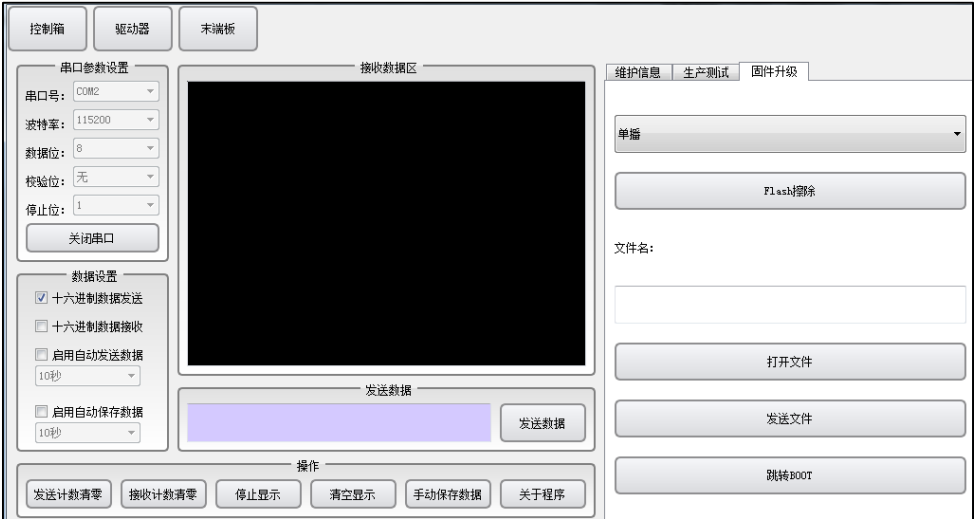 控制箱 驱动器 末端板
串口参数设置
串口号: COM2
波特率: 115200
数据位: 8
校验位: 无
停止位: 1
关闭串口
数据设置
十六进制数据发送
十六进制数据接收
启用自动发送数据
10秒
启用自动保存数据
10秒
接收数据区
发送数据
发送数据
操作
发送计数清零 接收计数清零 停止显示 清空显示 手动保存数据 关于程序
维护信息 生产测试 固件升级
单播
Flash擦除
文件名:
打开文件
发送文件
跳转BOOT